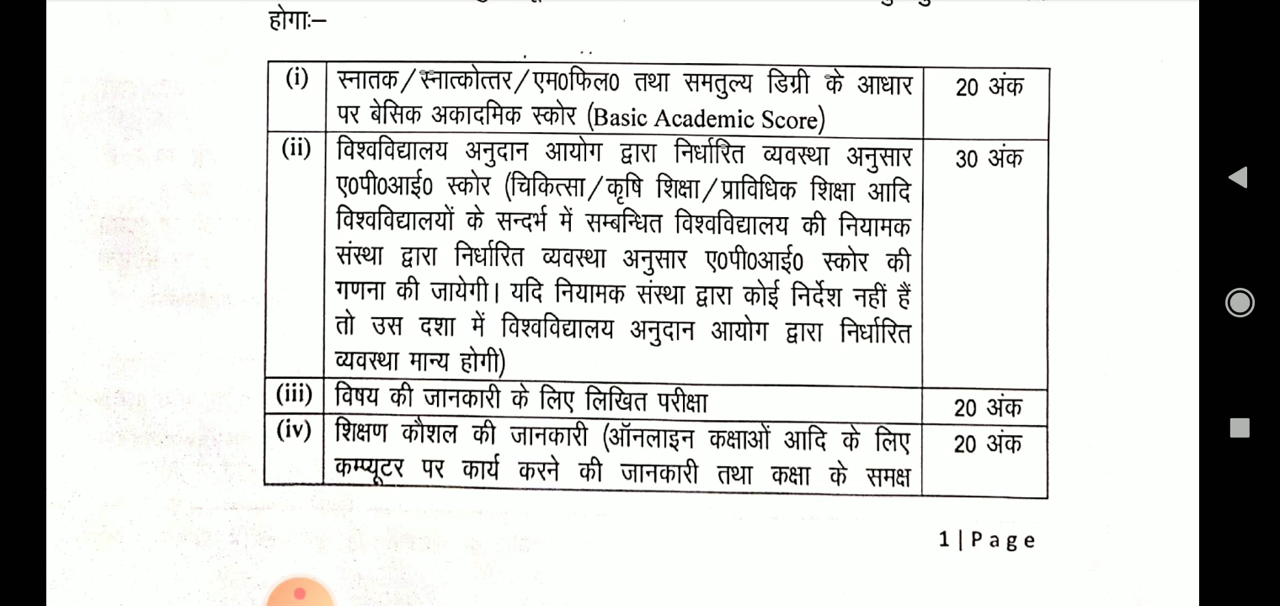 होगाः–
(i) स्नातक/स्नात्कोत्तर/एम0फिल0 तथा समतुल्य डिग्री के आधार 20 अंक
पर बेसिक अकादमिक स्कोर (Basic Academic Score)
(ii) विश्वविद्यालय अनुदान आयोग द्वारा निर्धारित व्यवस्था अनुसार 30 अंक
ए0पी0आई0 स्कोर (चिकित्सा/कृषि शिक्षा/प्राविधिक शिक्षा आदि
विश्वविद्यालयों के सन्दर्भ में सम्बन्धित विश्वविद्यालय की नियामक
संस्था द्वारा निर्धारित व्यवस्था अनुसार ए0पी0आई0 स्कोर की
गणना की जायेगी। यदि नियामक संस्था द्वारा कोई निर्देश नहीं हैं
तो उस दशा में विश्वविद्यालय अनुदान आयोग द्वारा निर्धारित
व्यवस्था मान्य होगी)
(iii) विषय की जानकारी के लिए लिखित परीक्षा 20 अंक
(iv) शिक्षण कौशल की जानकारी (ऑनलाइन कक्षाओं आदि के लिए 20 अंक
कम्प्यूटर पर कार्य करने की जानकारी तथा कक्षा के समक्ष
1 | Page